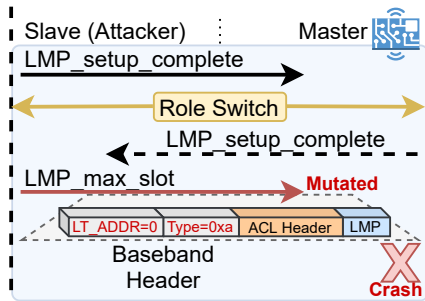 Slave (Attacker) Master
LMP_setup_complete
Role Switch
LMP_setup_complete
LMP_max_slot
Mutated
LT_ADDR=0 Type=0xa ACL Header LMP
Baseband
Header
Crash